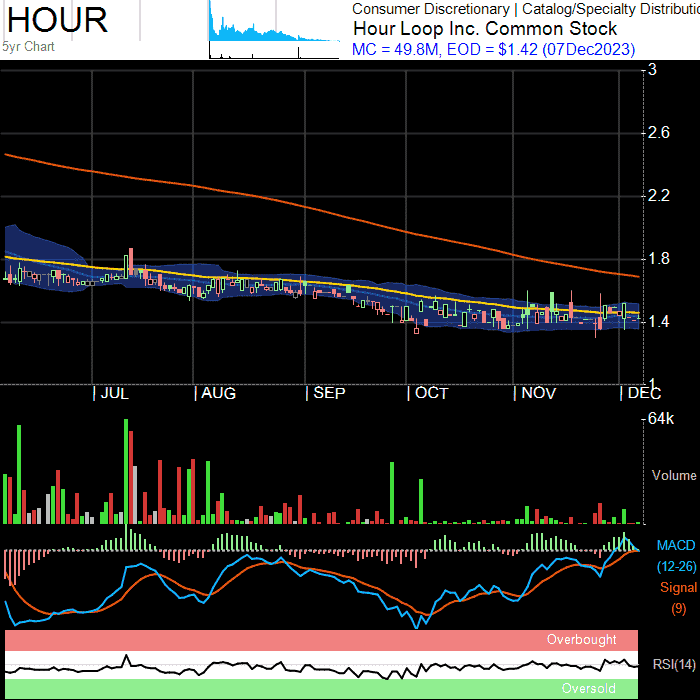 HOUR
5yr Chart
Consumer Discretionary | Catalog/Specialty Distributio
Hour Loop Inc. Common Stock
MC = 49.8M, EOD = $1.42 (07Dec2023)
3
2.6
2.2
1.8
1.4
1
JUL AUG SEP OCT NOV DEC
64k
Volume
MACD
(12-26)
Signal
(9)
Overbought
RSI(14)
Oversold